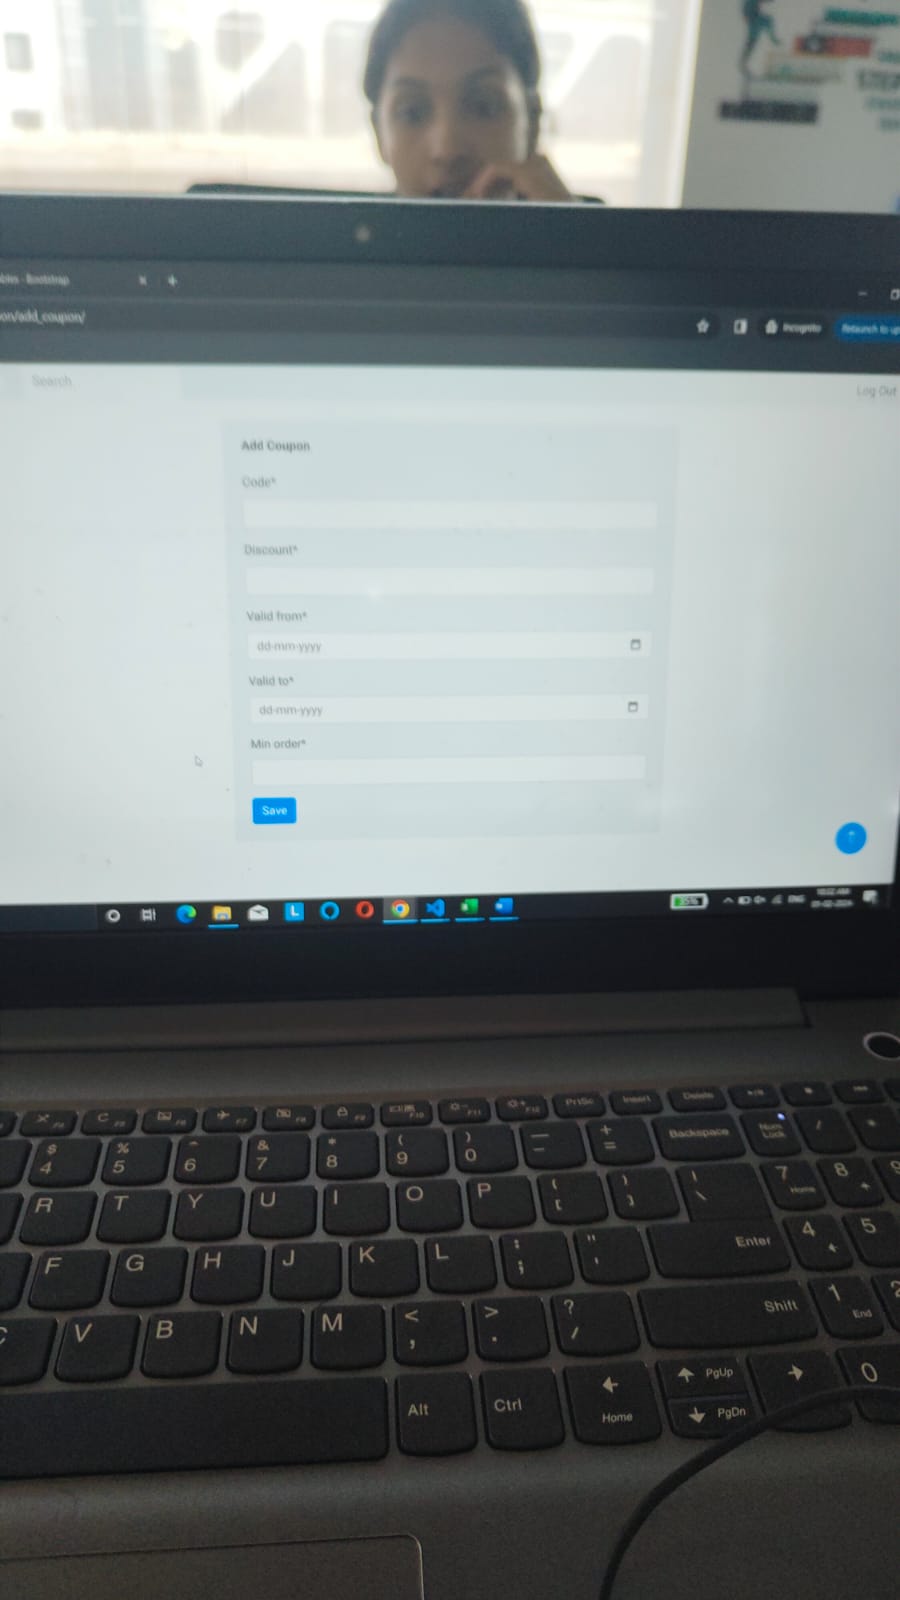 - Bootstrap
on/add_coupon/
Incognito
Relaunch to up
Search
Log Out
Add Coupon
Code*
Discount*
Valid from*
dd-mm-yyyy
Valid to*
dd-mm-yyyy
Min order*
Save
35%
ENG
PrtSc Insert Delete
$ % ^ & * ( ) _ + Backspace Num Lock / *
4 5 6 7 8 9 0 - =
R T Y U I O P { [ } ] | \ 7 Home 8 9
F G H J K L : ; " ' Enter 4 5
C V B N M < , > . ? / Shift 1 End 2
Alt Ctrl Home PgUp PgDn 0